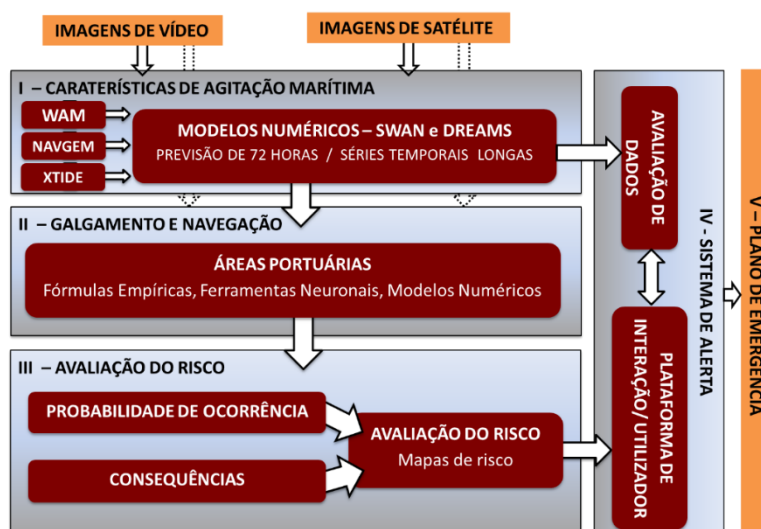 IMAGENS DE VÍDEO
IMAGENS DE SATÉLITE
I – CARATERÍSTICAS DE AGITAÇÃO MARÍTIMA
WAM
NAVGEM
XTIDE
MODELOS NUMÉRICOS – SWAN e DREAMS
PREVISÃO DE 72 HORAS / SÉRIES TEMPORAIS LONGAS
II – GALGAMENTO E NAVEGAÇÃO
ÁREAS PORTUÁRIAS
Fórmulas Empíricas, Ferramentas Neuronais, Modelos Numéricos
III – AVALIAÇÃO DO RISCO
PROBABILIDADE DE OCORRÊNCIA
CONSEQUÊNCIAS
AVALIAÇÃO DO RISCO
Mapas de risco
AVALIAÇÃO DE
DADOS
PLATAFORMA DE
INTERAÇÃO/ UTILIZADOR
IV - SISTEMA DE ALERTA
V – PLANO DE EMERGÊNCIA